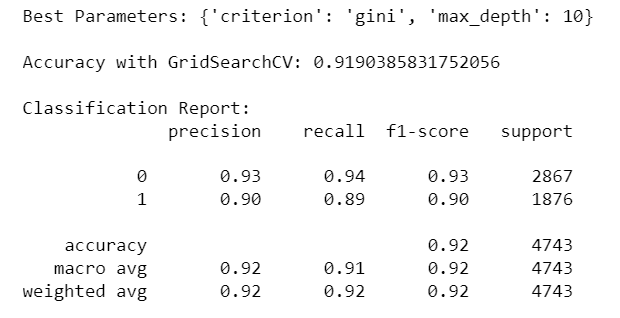 Best Parameters: {'criterion': 'gini', 'max_depth': 10}
Accuracy with GridSearchCV: 0.9190385831752056
Classification Report:
precision recall f1-score support
0 0.93 0.94 0.93 2867
1 0.90 0.89 0.90 1876
accuracy 0.92 4743
macro avg 0.92 0.91 0.92 4743
weighted avg 0.92 0.92 0.92 4743